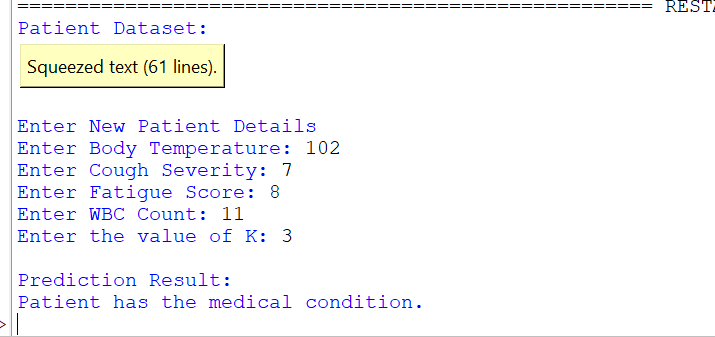 ===================================================== REST
Patient Dataset:
Squeezed text (61 lines).
Enter New Patient Details
Enter Body Temperature: 102
Enter Cough Severity: 7
Enter Fatigue Score: 8
Enter WBC Count: 11
Enter the value of K: 3
Prediction Result:
Patient has the medical condition.
>